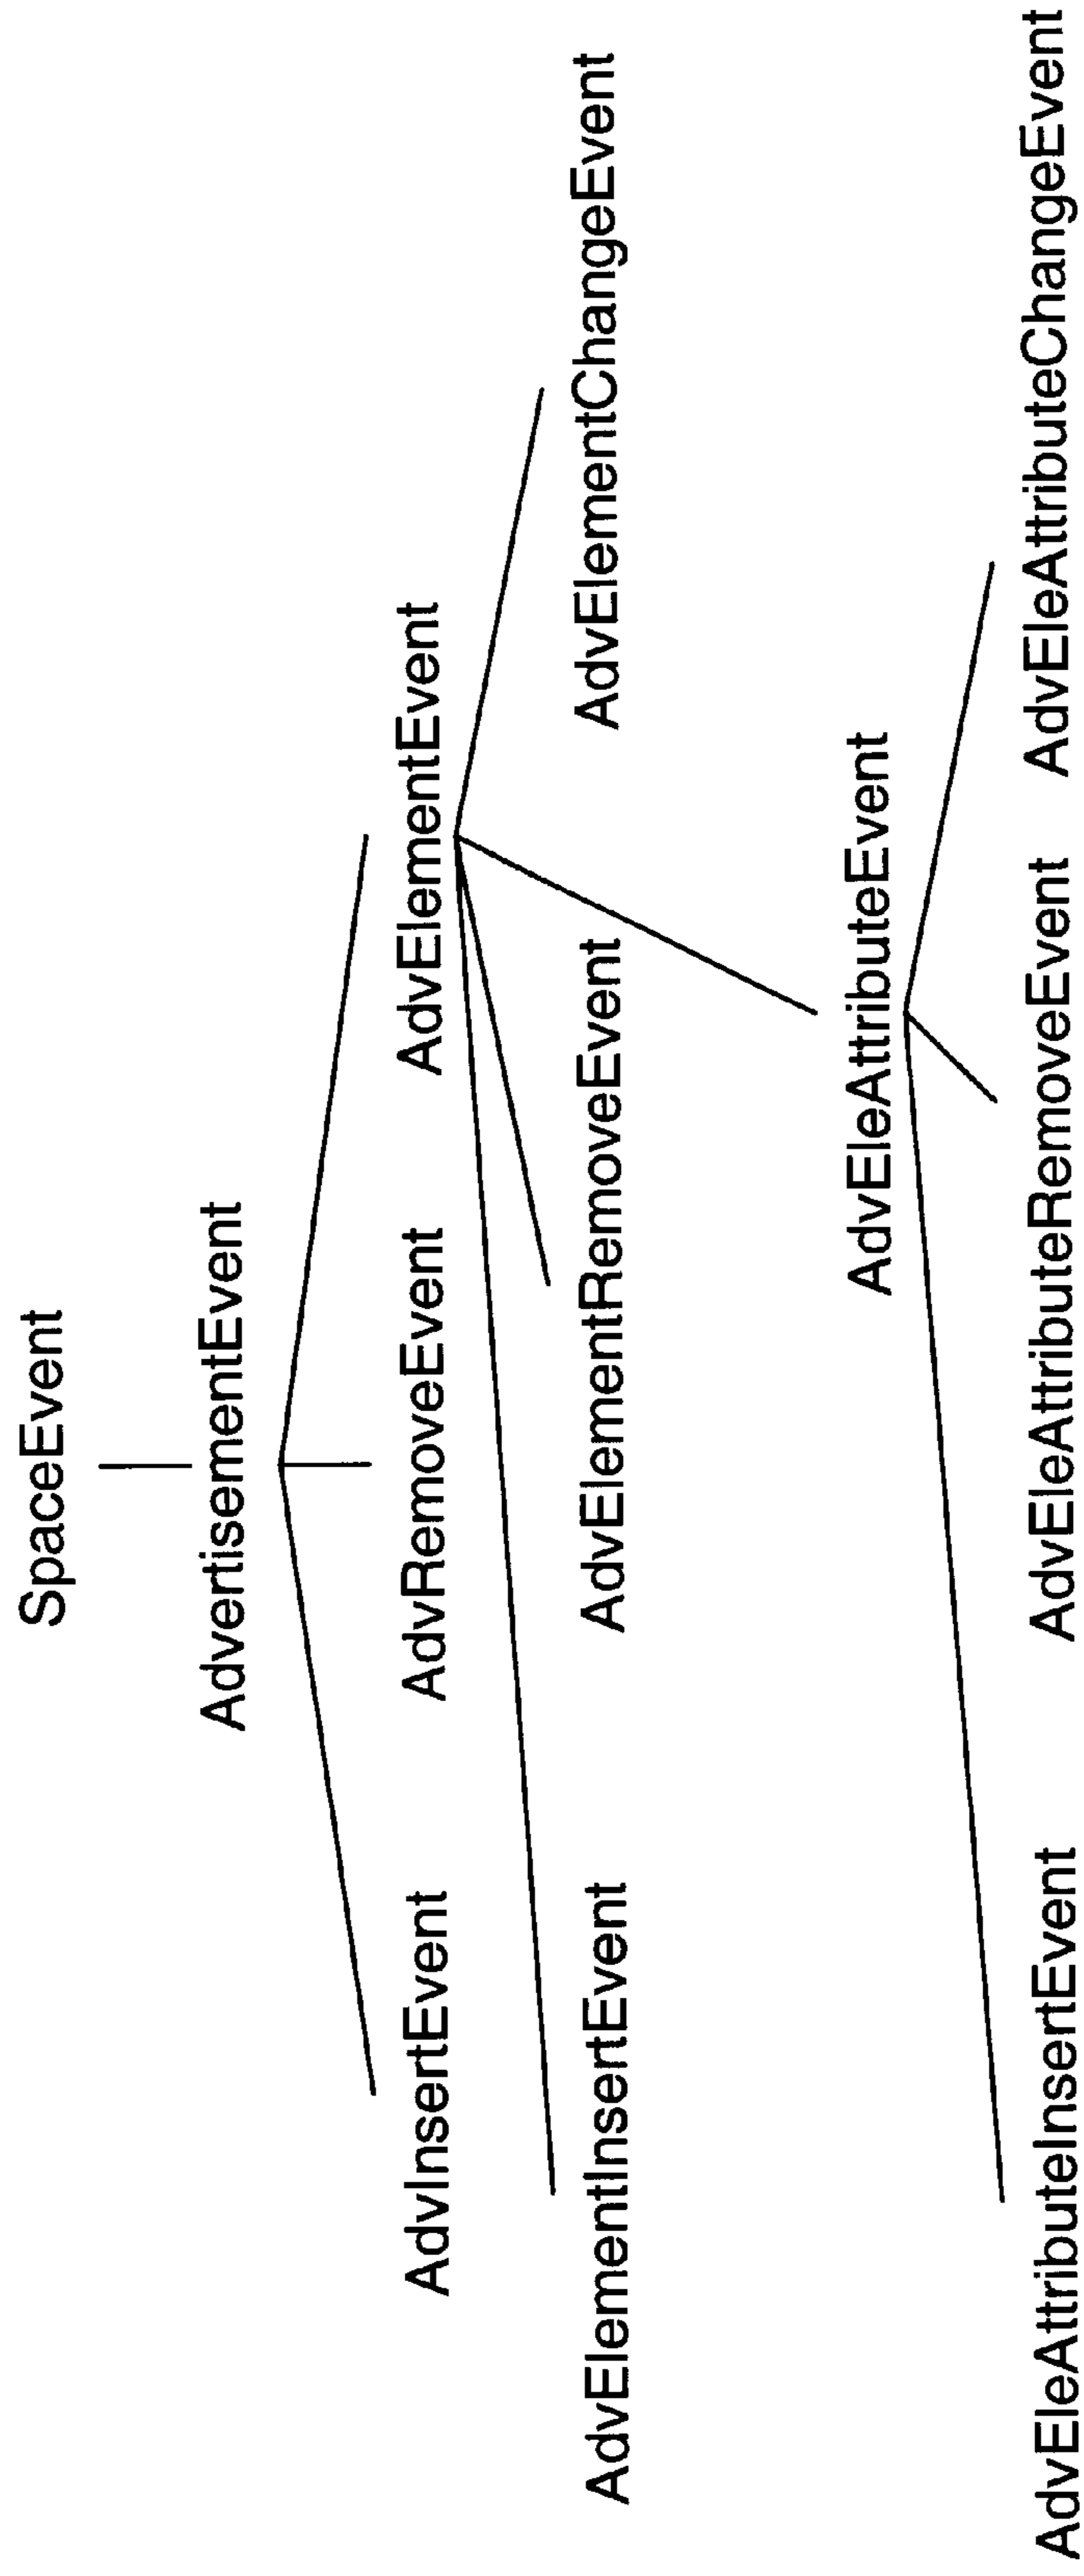 SpaceEvent
AdvertisementEvent
AdvInsertEvent
AdvRemoveEvent
AdvElementEvent
AdvElementInsertEvent
AdvElementRemoveEvent
AdvElementChangeEvent
AdvEleAttributeEvent
AdvEleAttributeInsertEvent
AdvEleAttributeRemoveEvent
AdvEleAttributeChangeEvent